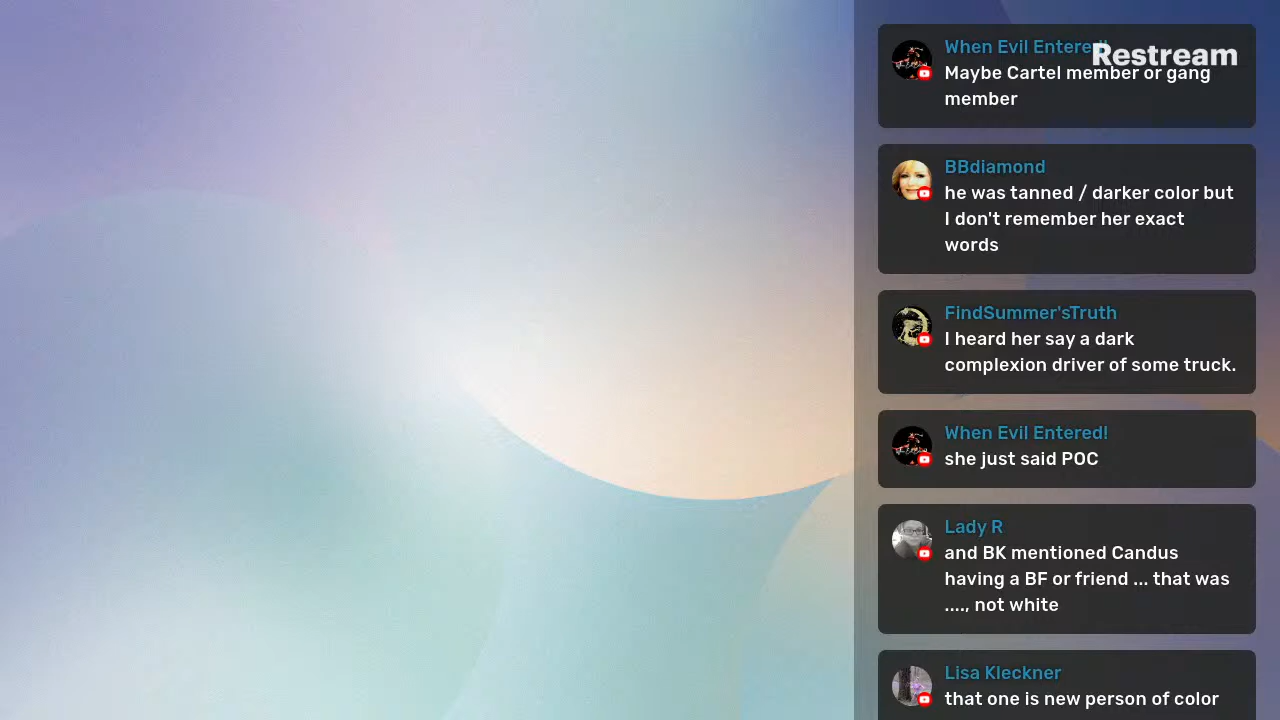 When Evil Entered!
Restream
Maybe Cartel member or gang
member
BBdiamond
he was tanned / darker color but
I don't remember her exact
words
FindSummer'sTruth
I heard her say a dark
complexion driver of some truck.
When Evil Entered!
she just said POC
Lady R
and BK mentioned Candus
having a BF or friend ... that was
...., not white
Lisa Kleckner
that one is new person of color